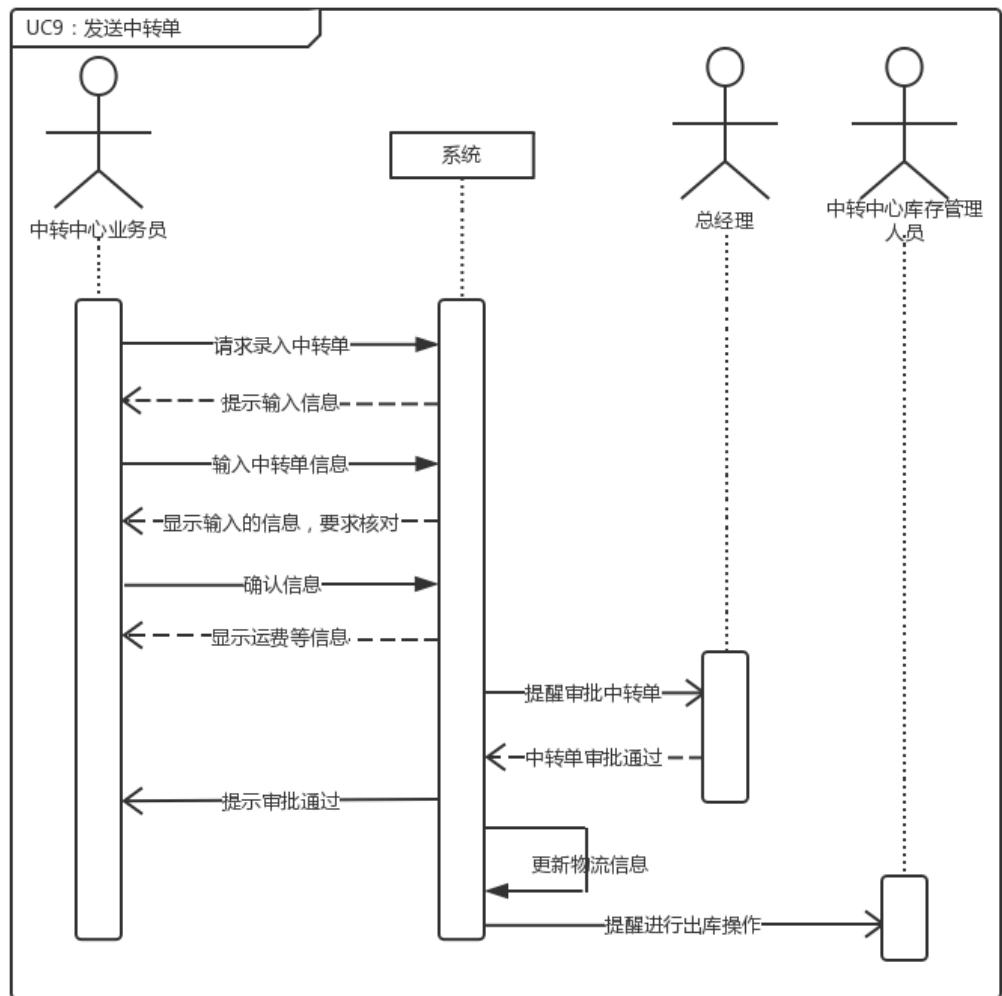 UC9：发送中转单
系统
总经理
中转中心库存管理
人员
中转中心业务员
请求录入中转单
提示输入信息
输入中转单信息
显示输入的信息，要求核对
确认信息
显示运费等信息
提醒审批中转单
中转单审批通过
提示审批通过
更新物流信息
提醒进行出库操作